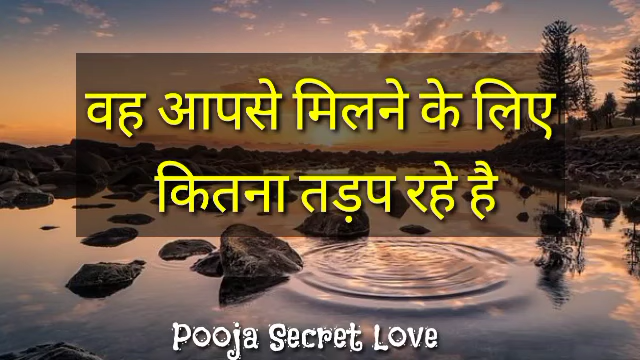 वह आपसे मिलने के लिए
कितना तड़प रहे है
Pooja Secret Love